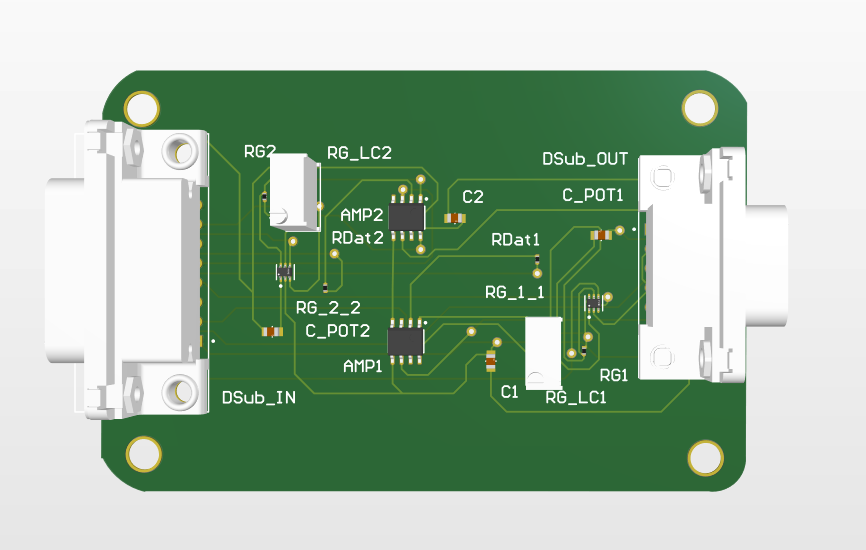 RG2
RG_LC2
DSub_OUT
C_POT1
C2
AMP2
RDat2
RDat1
RG_1_1
RG_2_2
C_POT2
AMP1
RG1
C1
RG_LC1
DSub_IN